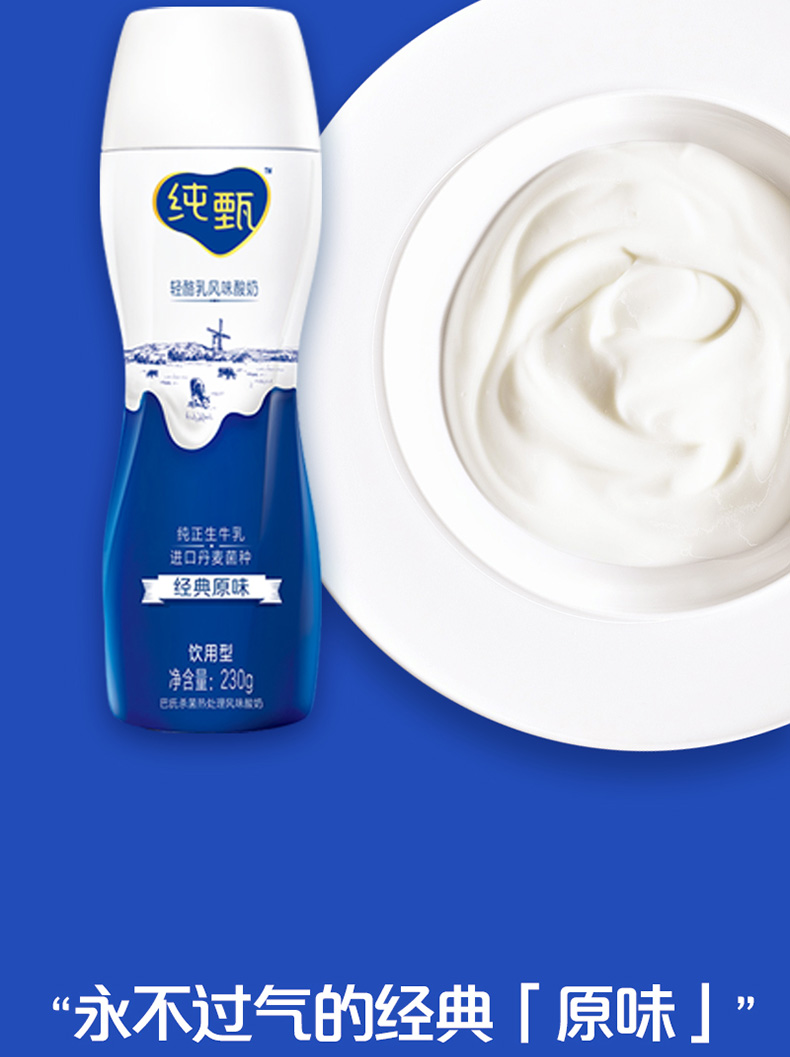 纯甄
TM
轻酪乳风味酸奶
纯正生牛乳
进口丹麦菌种
经典原味
饮用型
净含量：230g
巴氏杀菌热处理风味酸奶
“永不过气的经典「原味」”